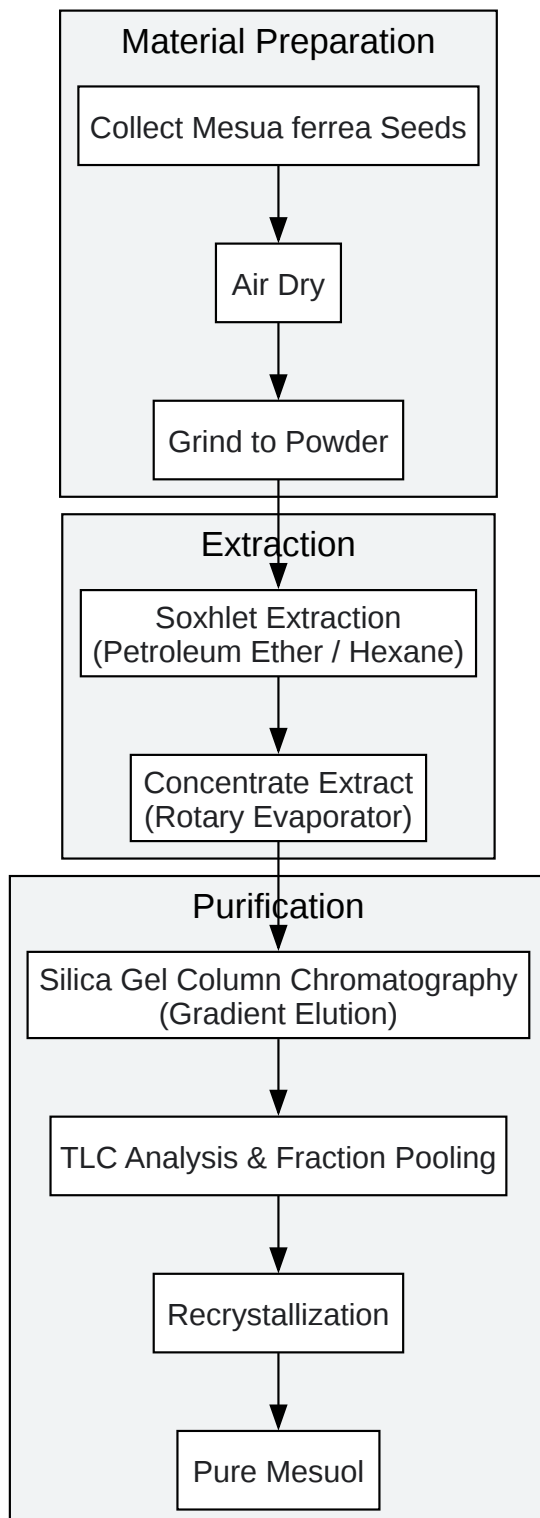 Material Preparation
Collect Mesua ferrea Seeds
Air Dry
Grind to Powder
Extraction
Soxhlet Extraction
(Petroleum Ether / Hexane)
Concentrate Extract
(Rotary Evaporator)
Purification
Silica Gel Column Chromatography
(Gradient Elution)
TLC Analysis & Fraction Pooling
Recrystallization
Pure Mesuol